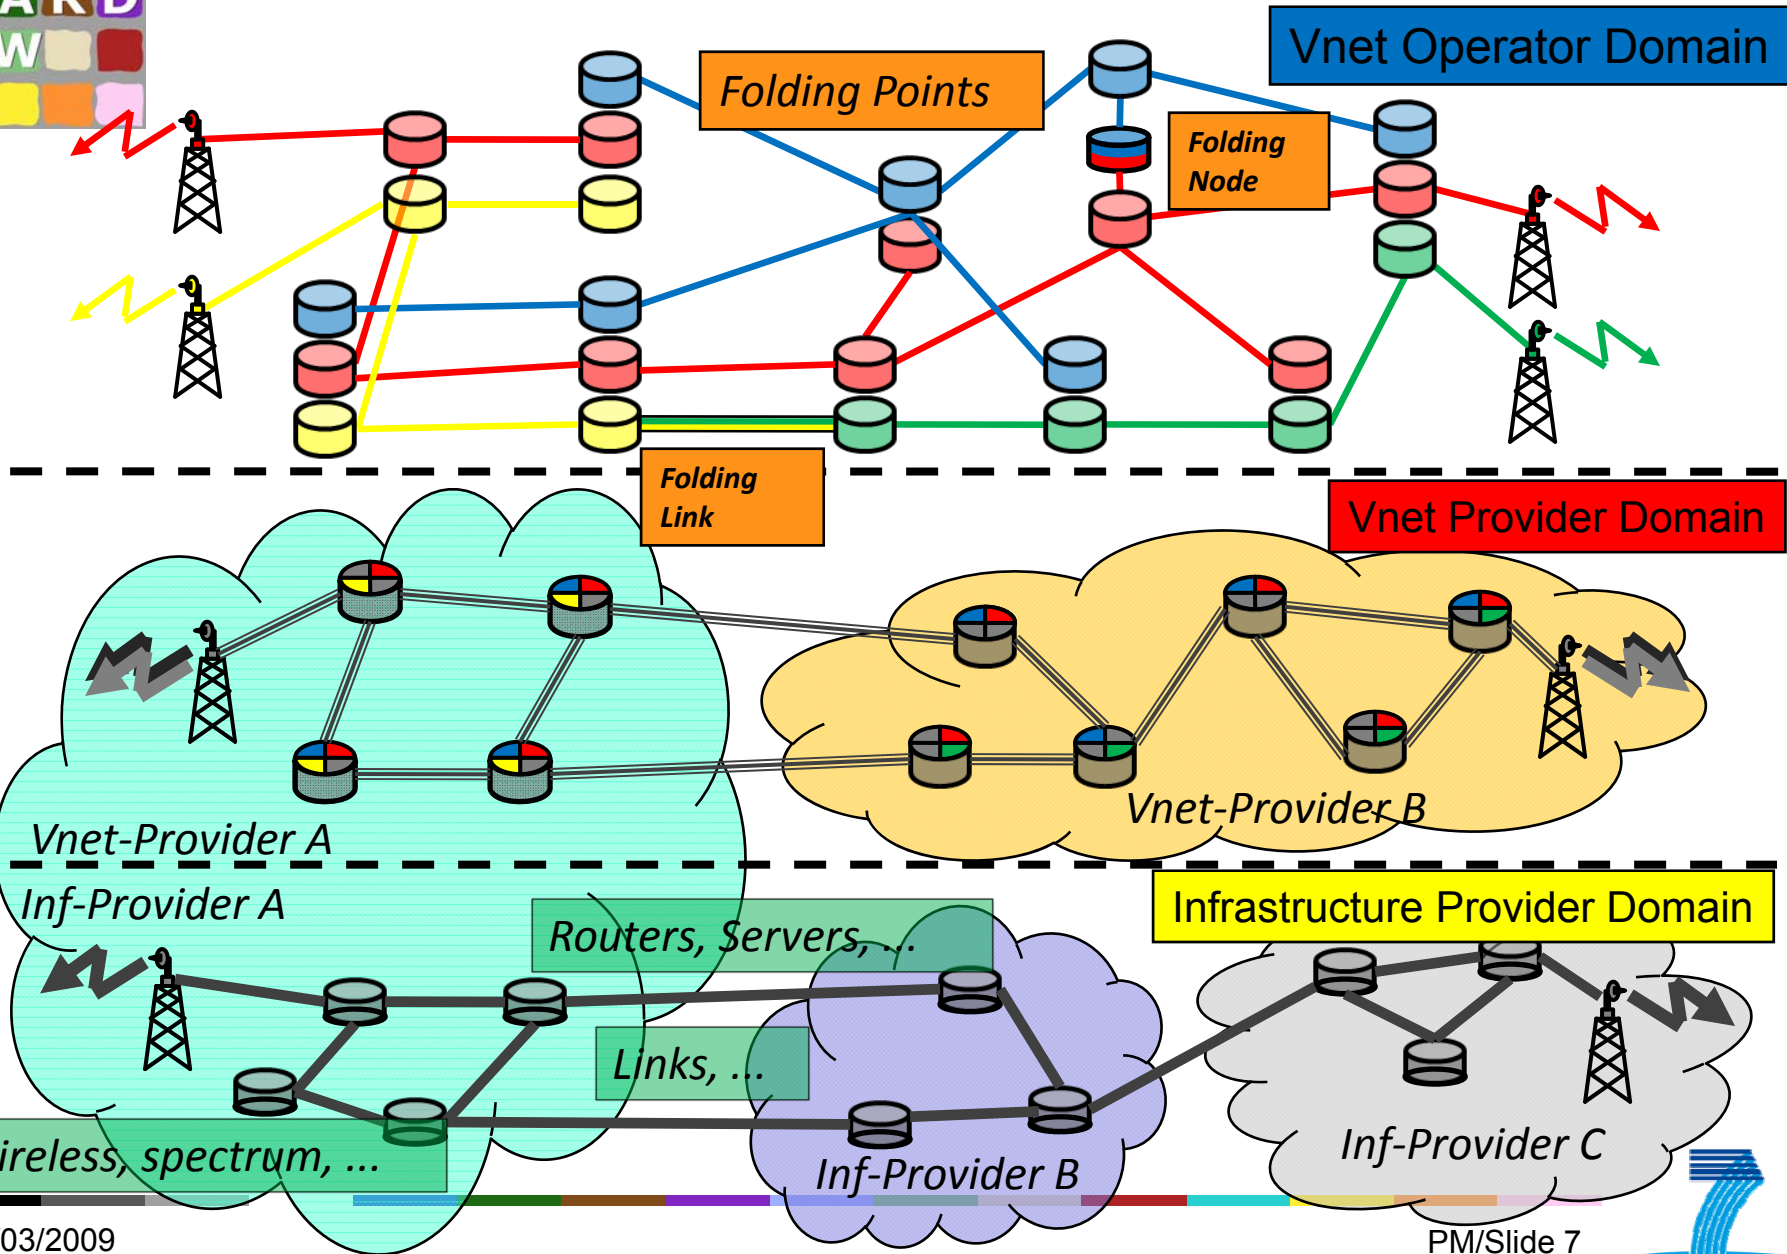 ARD
W
Vnet Operator Domain
Folding Points
Folding
Node
Folding
Link
Vnet Provider Domain
Vnet-Provider A
Vnet-Provider B
Inf-Provider A
Infrastructure Provider Domain
Routers, Servers, ...
Links, ...
ireless, spectrum, ...
Inf-Provider B
Inf-Provider C
03/2009
PM/Slide 7